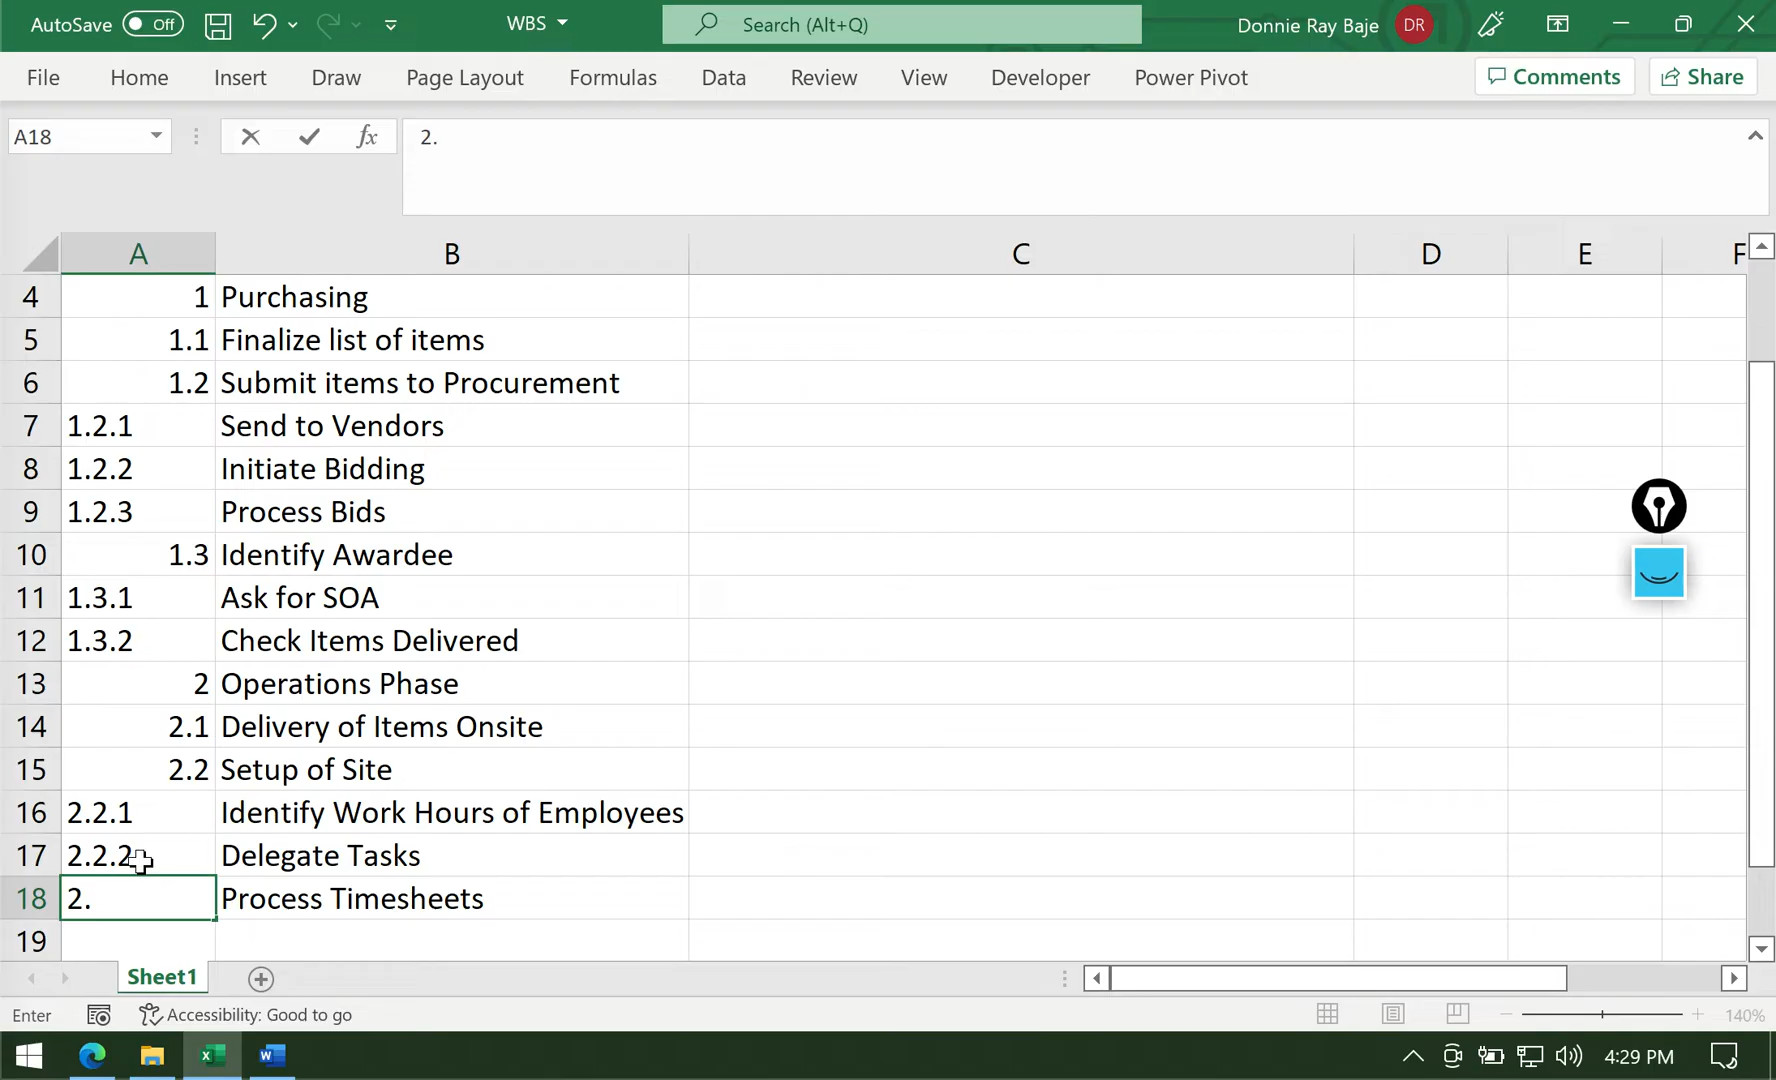 AutoSave Off WBS Search (Alt+Q) Donnie Ray Baje DR
File Home Insert Draw Page Layout Formulas Data Review View Developer Power Pivot Comments Share
A18 fx 2.
A B C D E F
4 1 Purchasing
5 1.1 Finalize list of items
6 1.2 Submit items to Procurement
7 1.2.1 Send to Vendors
8 1.2.2 Initiate Bidding
9 1.2.3 Process Bids
10 1.3 Identify Awardee
11 1.3.1 Ask for SOA
12 1.3.2 Check Items Delivered
13 2 Operations Phase
14 2.1 Delivery of Items Onsite
15 2.2 Setup of Site
16 2.2.1 Identify Work Hours of Employees
17 2.2.2 Delegate Tasks
18 2. Process Timesheets
19
Sheet1
Enter Accessibility: Good to go 140%
4:29 PM